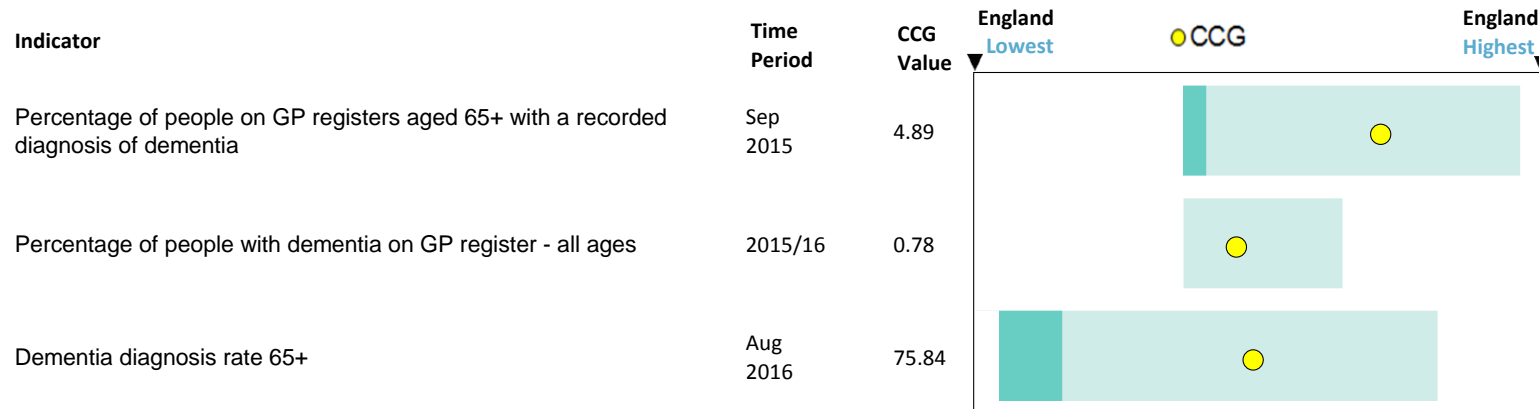 Indicator
Time
Period
CCG
Value
England
Lowest
CCG
England
Highest
Percentage of people on GP registers aged 65+ with a recorded
diagnosis of dementia
Sep
2015
4.89
Percentage of people with dementia on GP register - all ages
2015/16
0.78
Dementia diagnosis rate 65+
Aug
2016
75.84